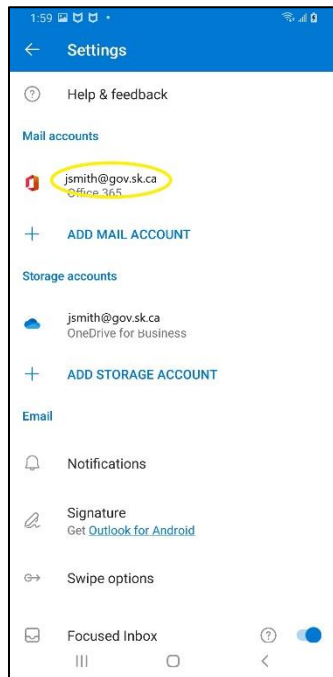 1:59
Settings
Help & feedback
Mail accounts
jsmith@gov.sk.ca
Office 365
ADD MAIL ACCOUNT
Storage accounts
jsmith@gov.sk.ca
OneDrive for Business
ADD STORAGE ACCOUNT
Email
Notifications
Signature
Get Outlook for Android
Swipe options
Focused Inbox